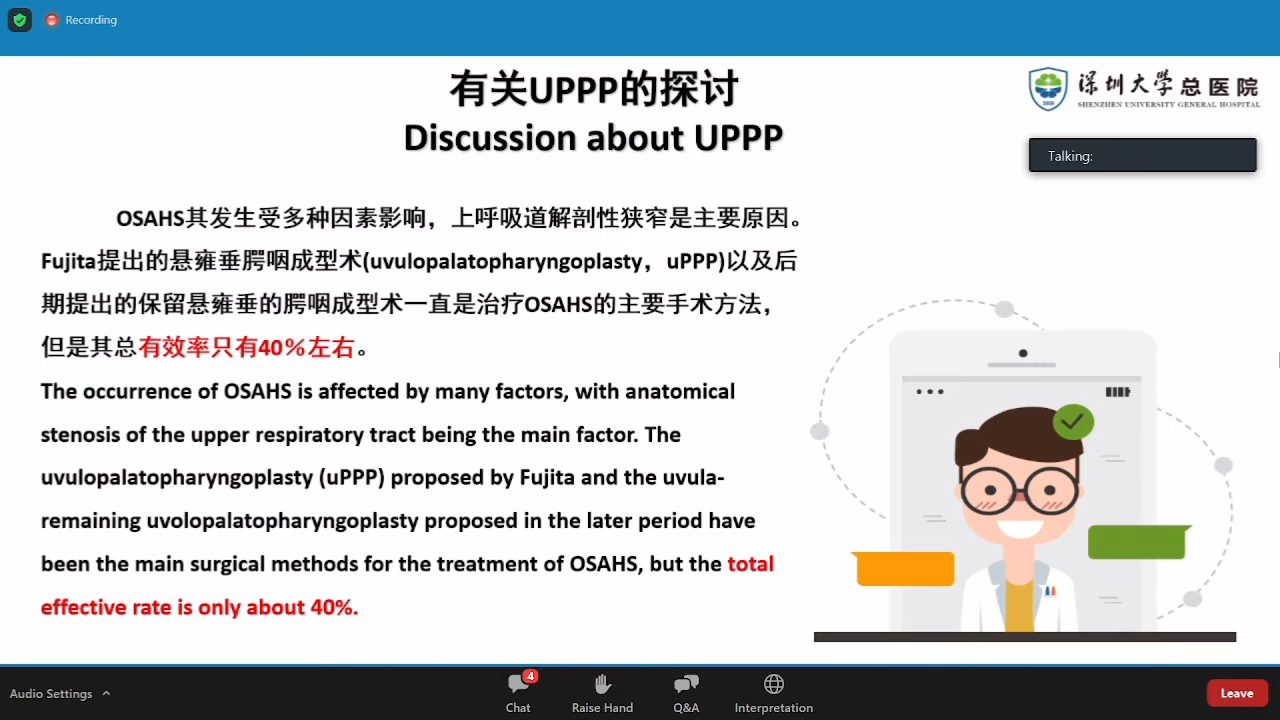 Recording
有关UPPP的探讨
Discussion about UPPP
深圳大学总医院
SHENZHEN UNIVERSITY GENERAL HOSPITAL
Talking:
OSAHS其发生受多种因素影响，上呼吸道解剖性狭窄是主要原因。
Fujita提出的悬雍垂腭咽成型术(uvulopalatopharyngoplasty，uPPP)以及后
期提出的保留悬雍垂的腭咽成型术一直是治疗OSAHS的主要手术方法，
但是其总有效率只有40%左右。
The occurrence of OSAHS is affected by many factors, with anatomical
stenosis of the upper respiratory tract being the main factor. The
uvulopalatopharyngoplasty (uPPP) proposed by Fujita and the uvula-
remaining uvolopalatopharyngoplasty proposed in the later period have
been the main surgical methods for the treatment of OSAHS, but the total
effective rate is only about 40%.
Audio Settings
4
Chat
Raise Hand
Q&A
Interpretation
Leave